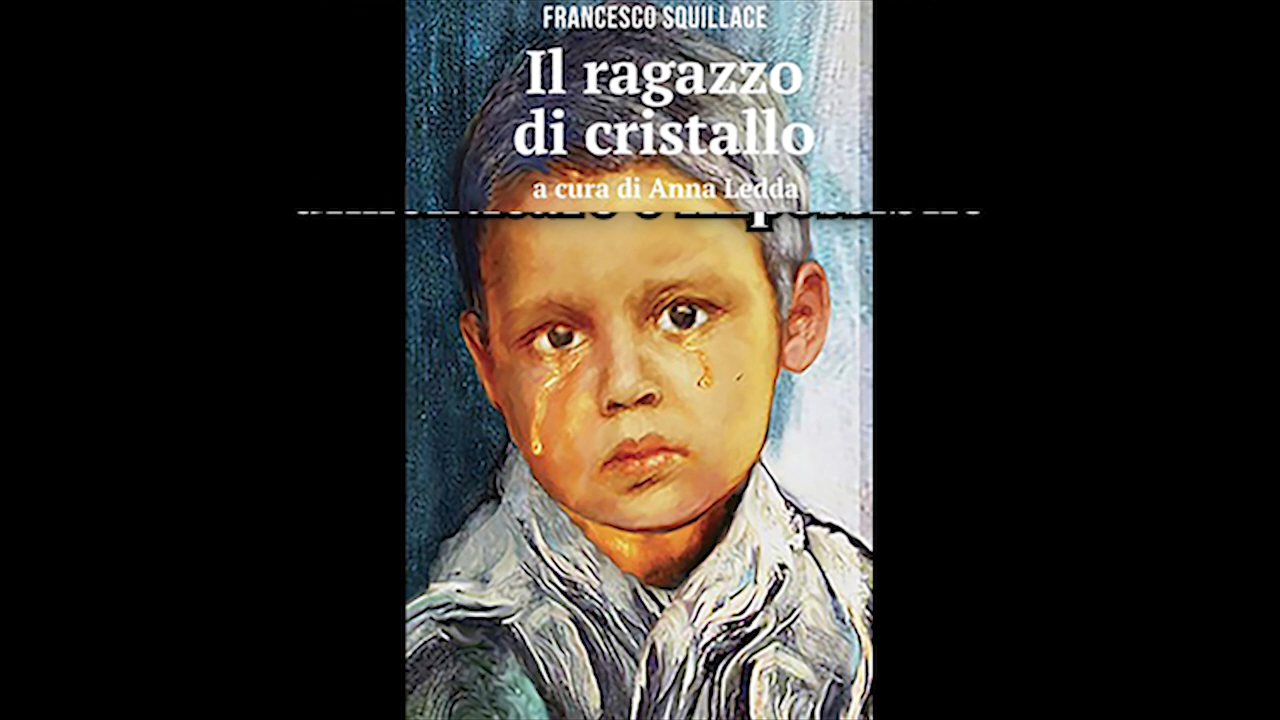 FRANCESCO SQUILLACE
Il ragazzo
di cristallo
a cura di Anna Ledda